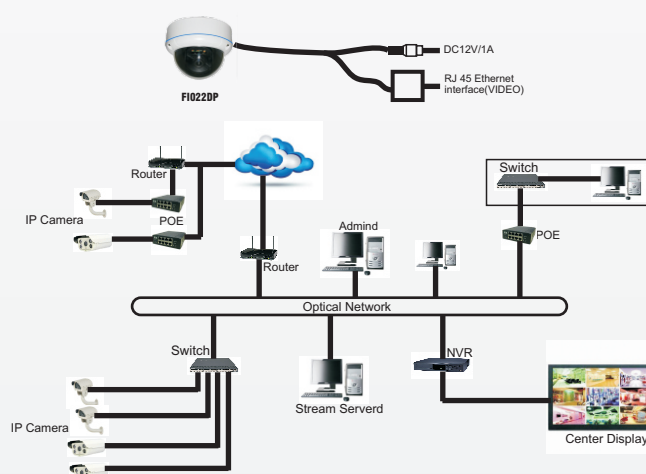 DC12V/1A
RJ 45 Ethernet
interface(VIDEO)
FI022DP
Router
Switch
IP Camera
POE
POE
Admind
Router
Optical Network
Switch
NVR
Stream Serverd
IP Camera
Center Display